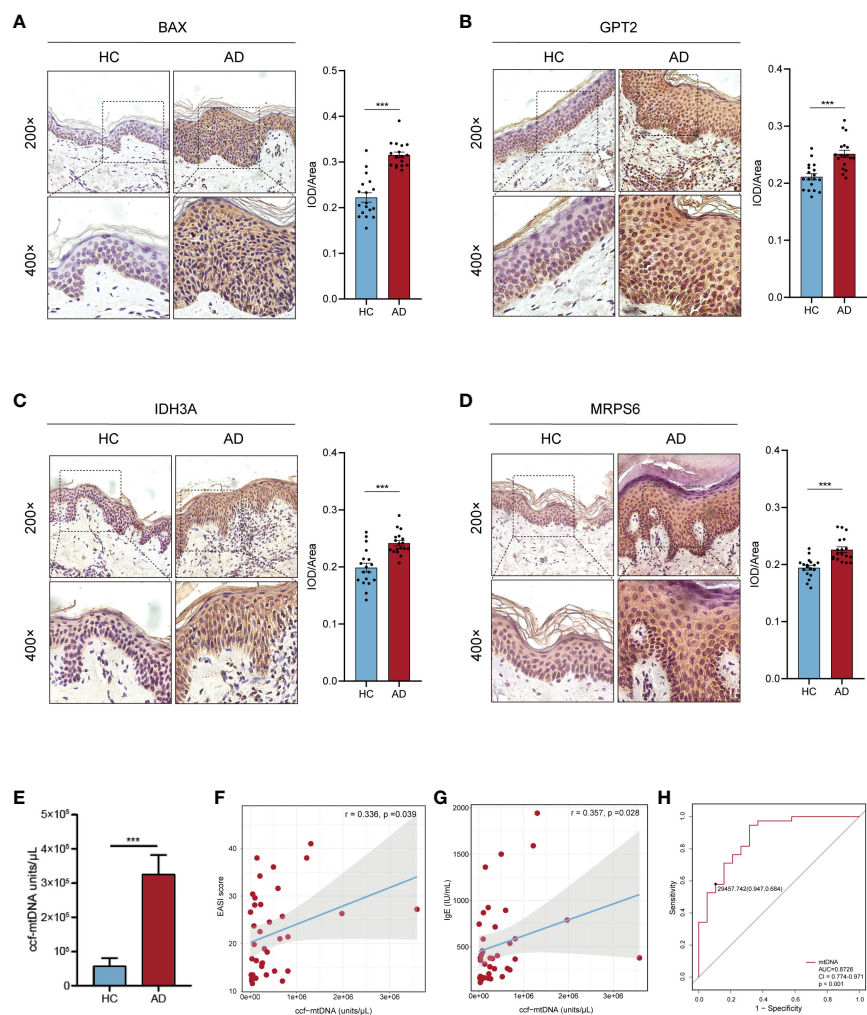 A
BAX
HC
AD
200×
400×
0.5
0.4
0.3
0.2
0.1
0.0
IOD/Area
***
HC
AD
B
GPT2
HC
AD
200×
400×
0.4
0.3
0.2
0.1
0.0
IOD/Area
***
HC
AD
C
IDH3A
HC
AD
200×
400×
0.4
0.3
0.2
0.1
0.0
IOD/Area
***
HC
AD
D
MRPS6
HC
AD
200×
400×
0.4
0.3
0.2
0.1
0.0
IOD/Area
***
HC
AD
E
ccf-mtDNA units/μL
0
10⁵
2×10⁵
3×10⁵
4×10⁵
5×10⁵
***
HC
AD
F
r = 0.336, p =0.039
EASI score
40
30
20
10
0e+00
1e+06
2e+06
3e+06
ccf−mtDNA (units/μL)
G
r = 0.357, p =0.028
IgE (IU/mL)
2000
1500
1000
500
0
0e+00
1e+06
2e+06
3e+06
ccf−mtDNA (units/μL)
H
Sensitivity
1.0
0.8
0.6
0.4
0.2
0.0
29457.742(0.947,0.684)
mtDNA
AUC=0.8726
CI = 0.774-0.971
p < 0.001
0.0
0.2
0.4
0.6
0.8
1.0
1 − Specificity